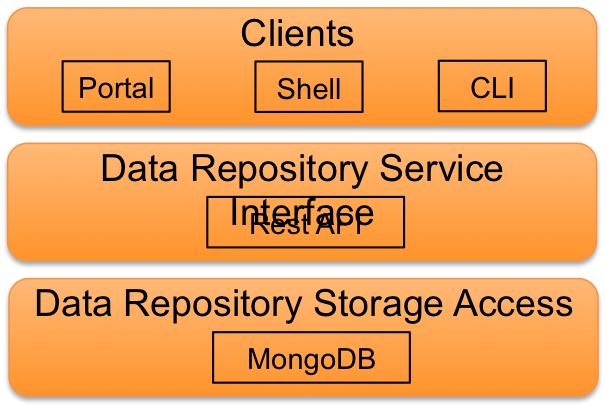 Clients
Portal
Shell
CLI
Data Repository Service
Interface
Rest API
Data Repository Storage Access
MongoDB